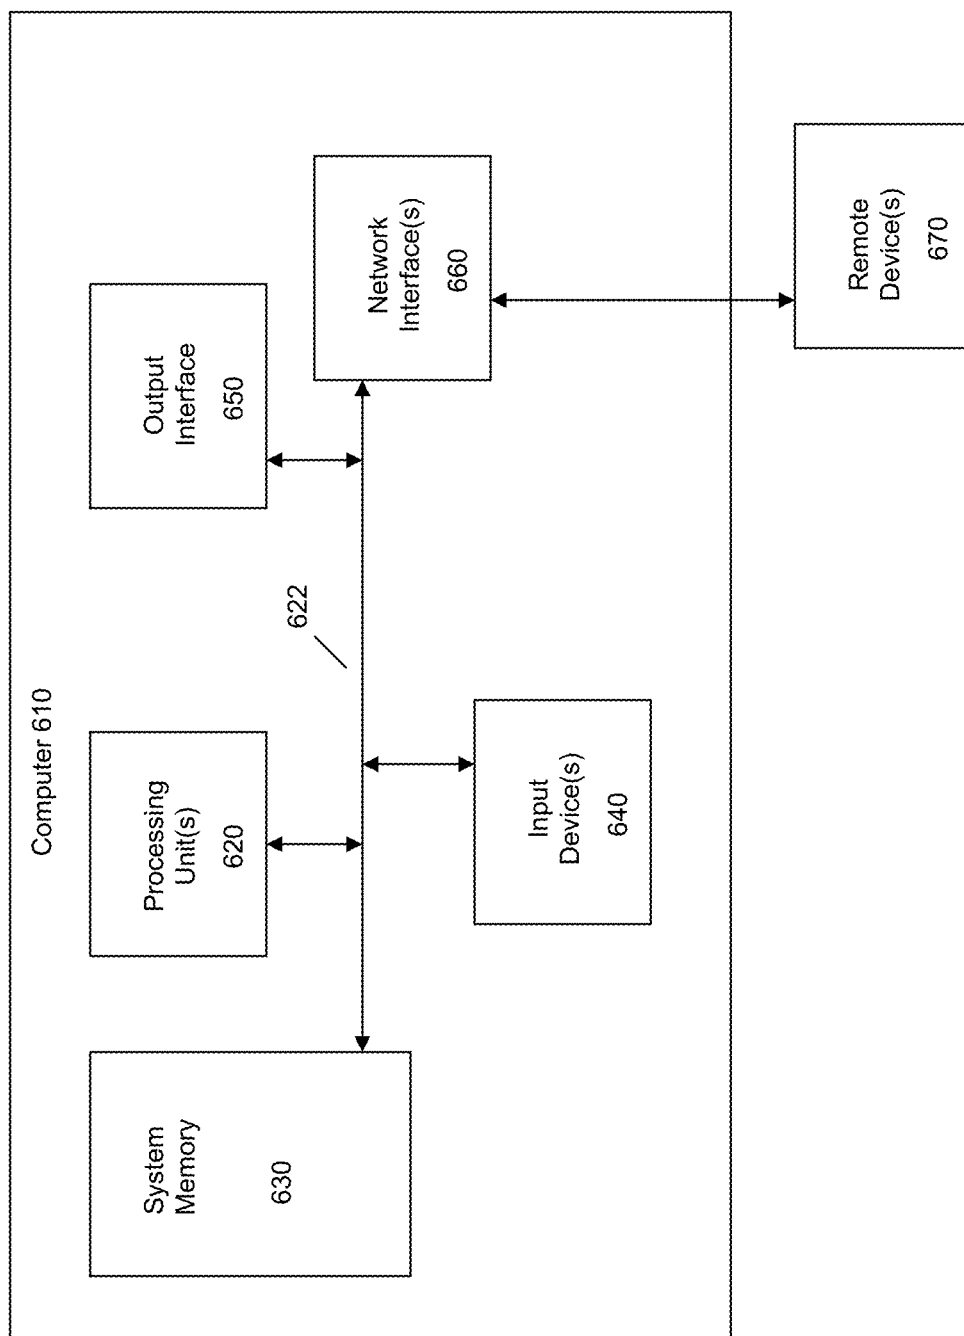 Computer 610
System
Memory
630
Processing
Unit(s)
620
Output
Interface
650
622
Network
Interface(s)
660
Input
Device(s)
640
Remote
Device(s)
670